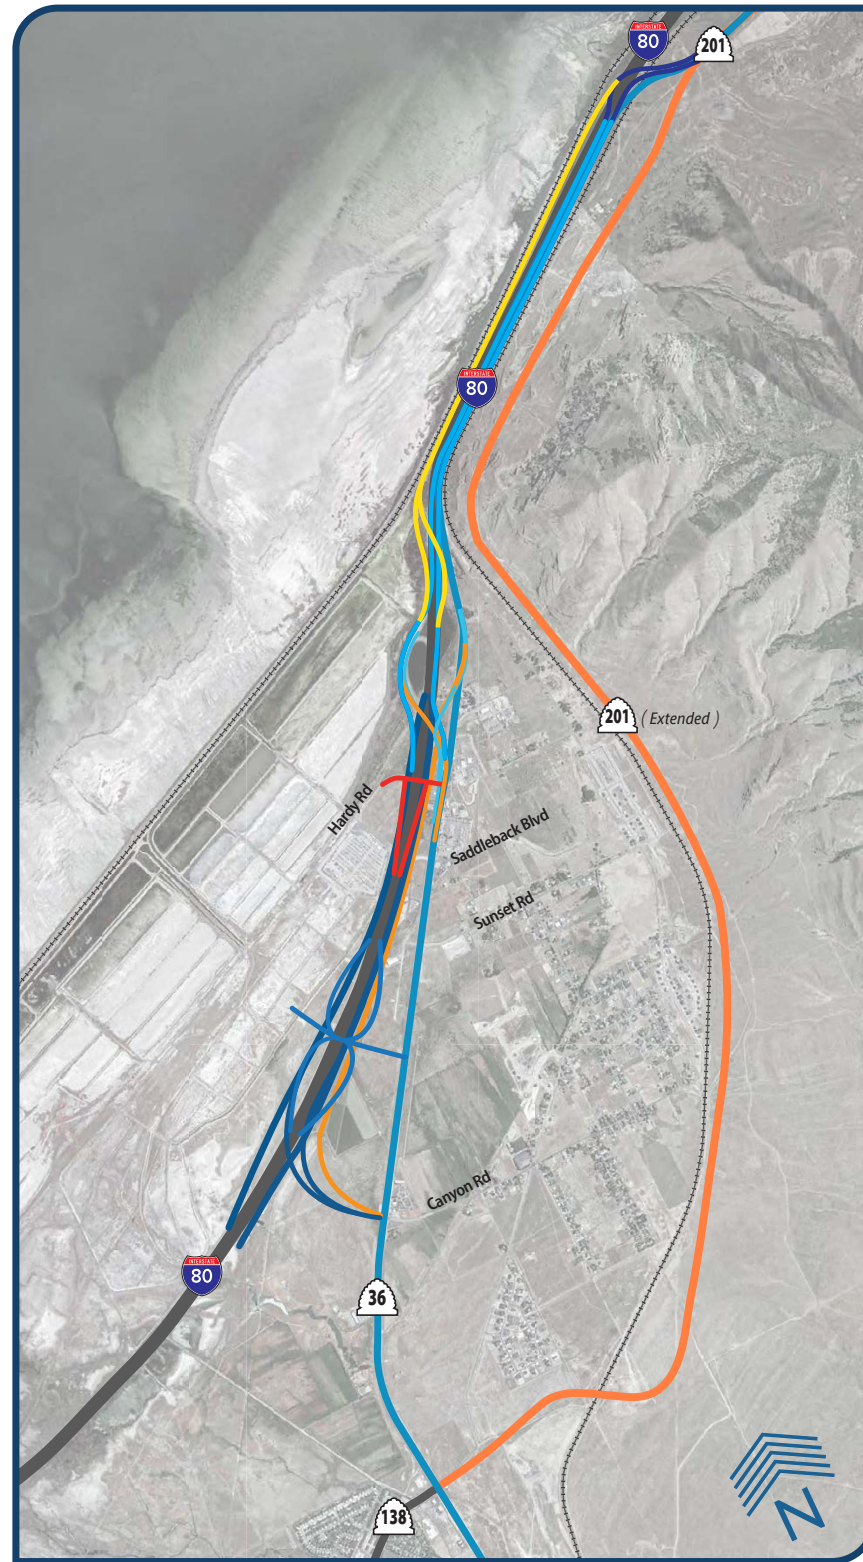 INTERSTATE
80
201
INTERSTATE
80
201
( Extended )
Hardy Rd
Saddleback Blvd
Sunset Rd
Canyon Rd
INTERSTATE
80
36
138
N